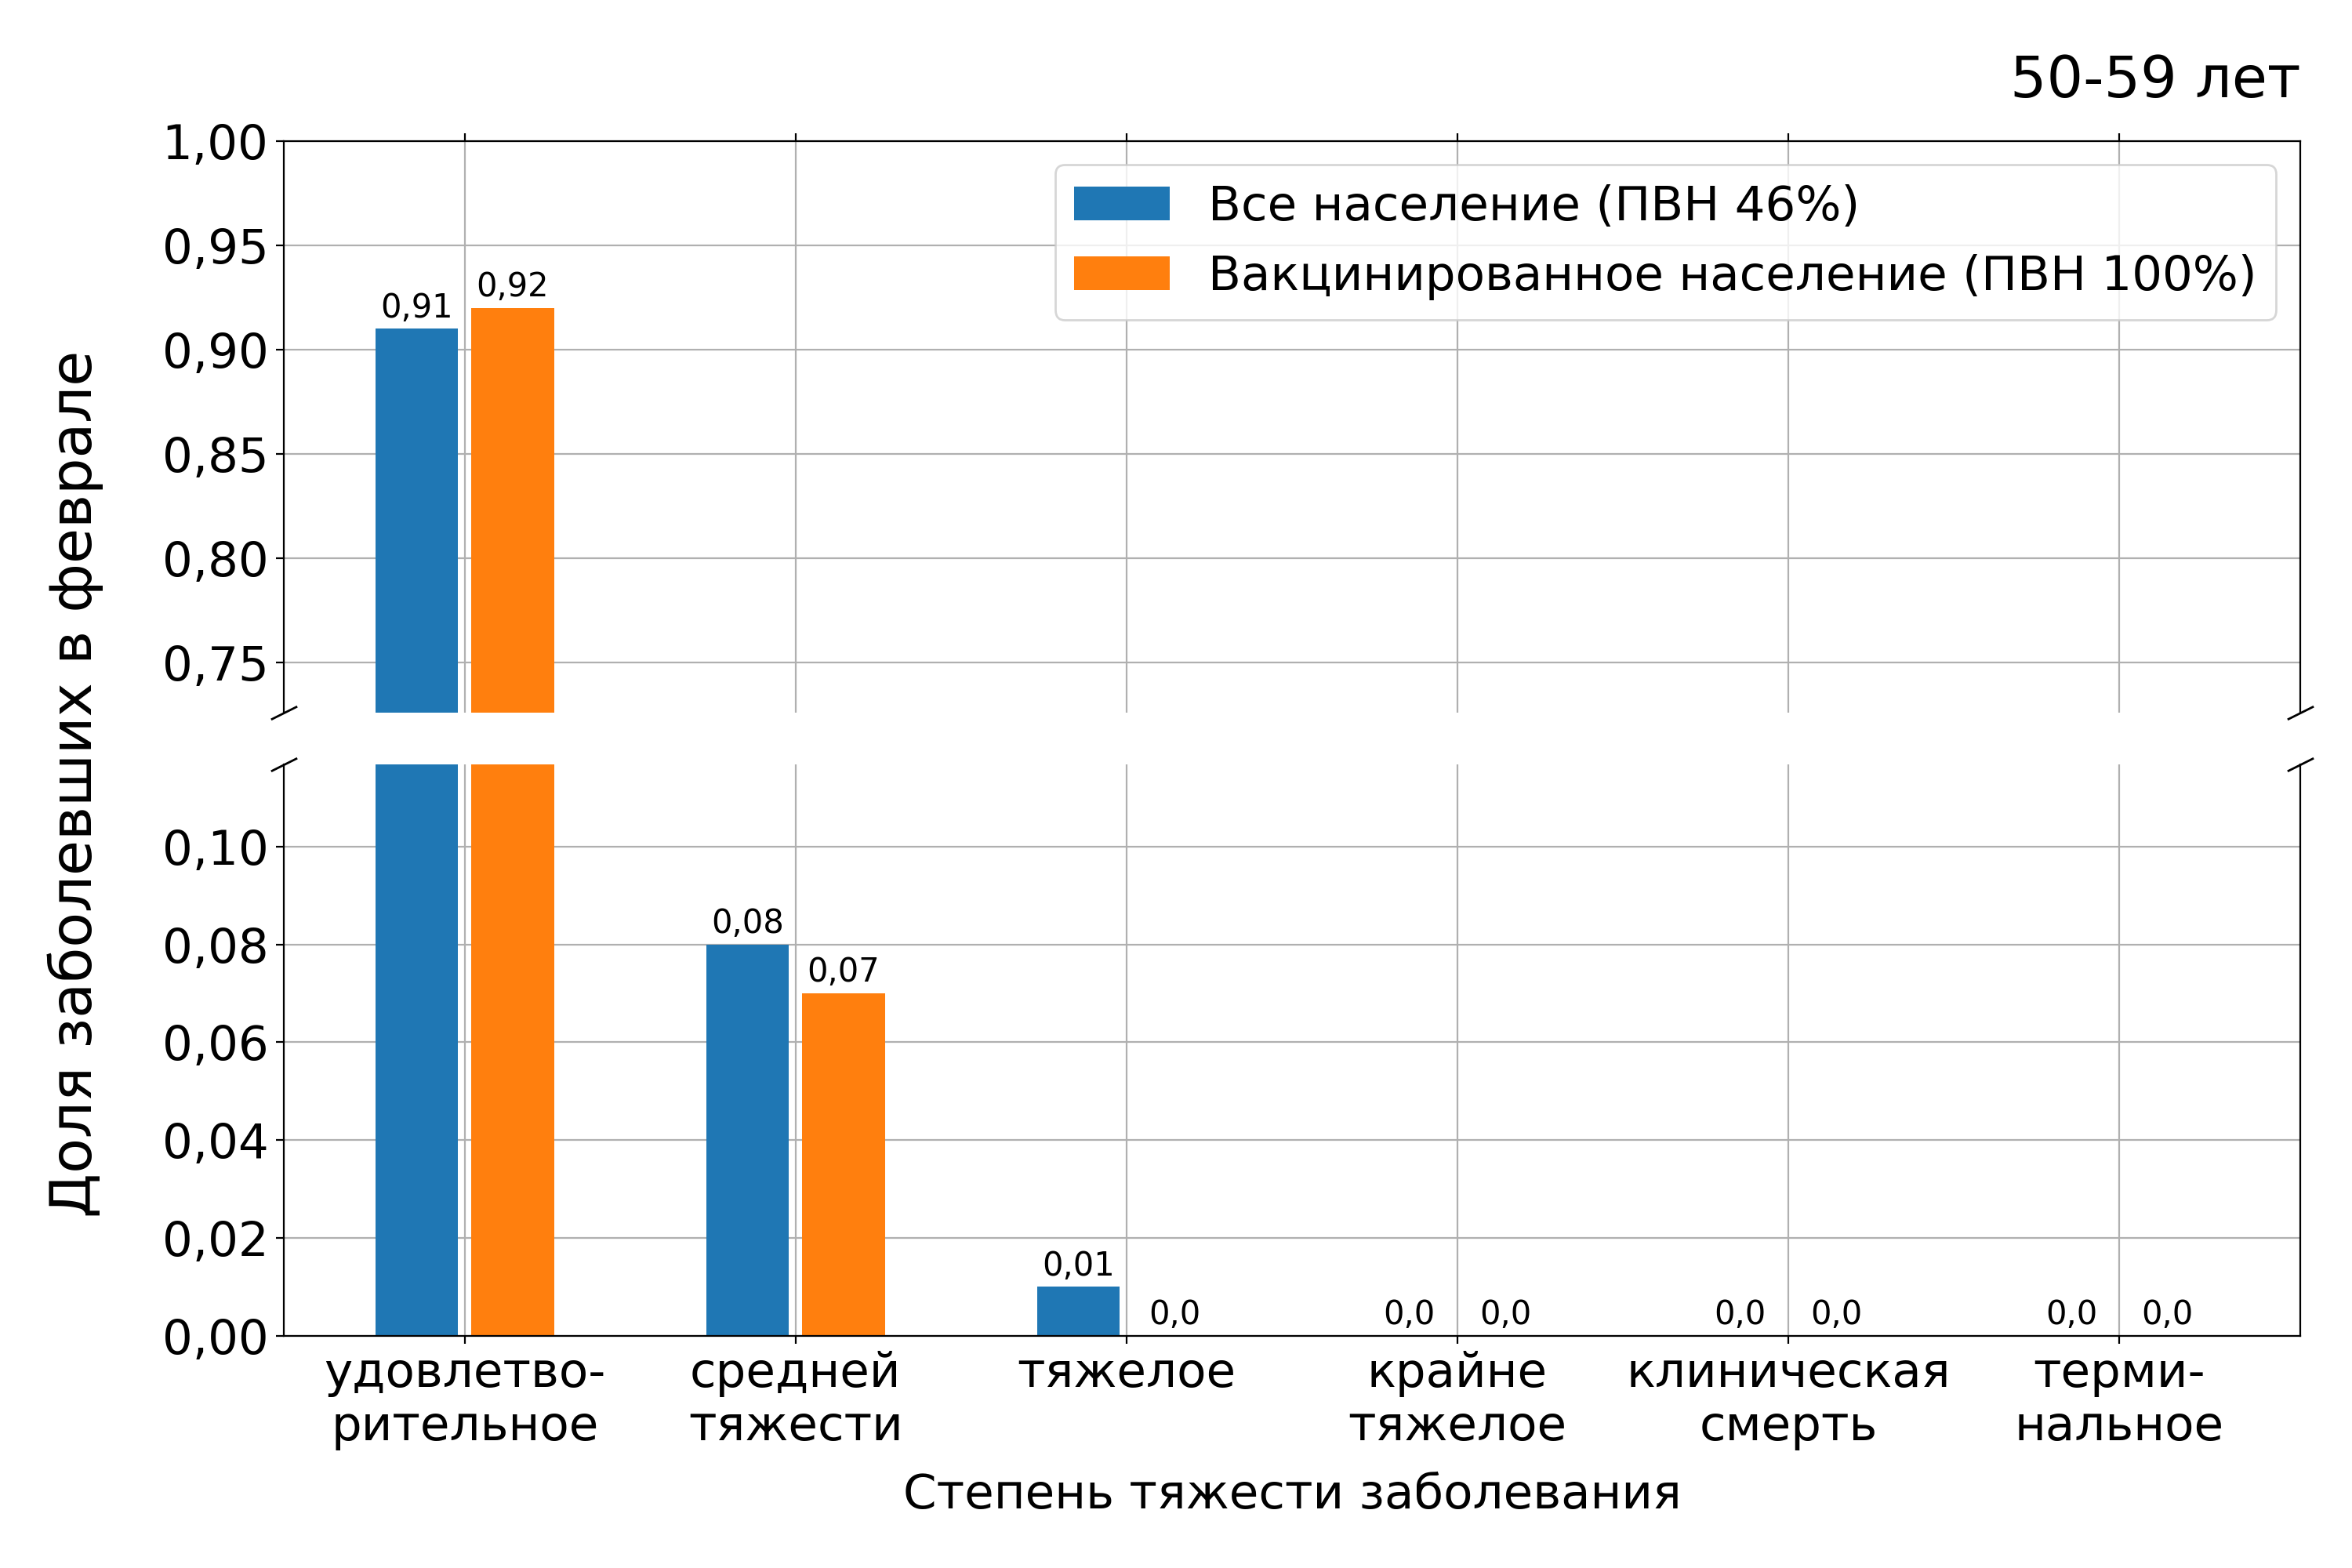 50-59 лет
Доля заболевших в феврале
1,00
0,95
0,90
0,85
0,80
0,75
0,10
0,08
0,06
0,04
0,02
0,00
Все население (ПВН 46%)
Вакцинированное население (ПВН 100%)
0,91
0,92
0,08
0,07
0,01
0,0
0,0
0,0
0,0
0,0
0,0
0,0
удовлетво-
рительное
средней
тяжести
тяжелое
крайне
тяжелое
клиническая
смерть
терми-
нальное
Степень тяжести заболевания